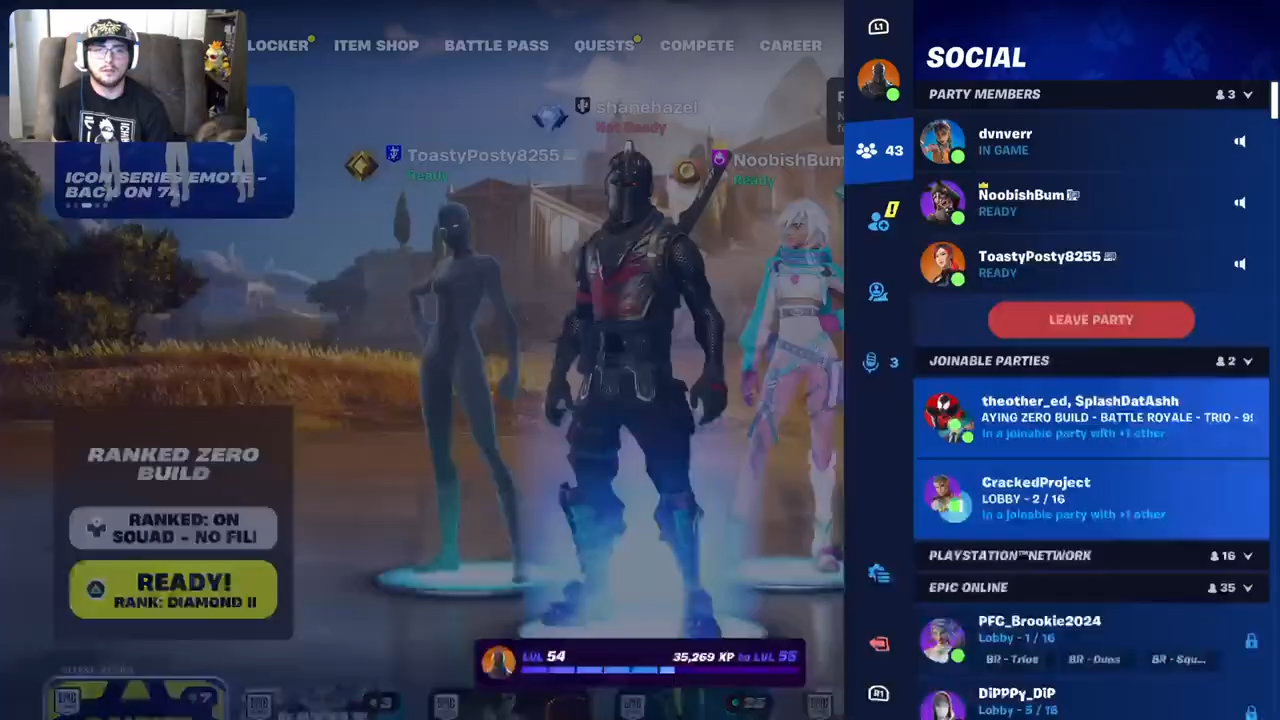 LOCKER
ITEM SHOP
BATTLE PASS
QUESTS
COMPETE
CAREER
shanehazel
Not Ready
ToastyPosty8255
Ready
NoobishBum
Ready
ICON SERIES EMOTE -
BACK ON 7
RANKED ZERO
BUILD
RANKED: ON
SQUAD - NO FILL
READY!
RANK: DIAMOND II
LVL 54
35,269 XP to LVL 55
L1
43
3
R1
SOCIAL
PARTY MEMBERS
3
dvnverr
IN GAME
NoobishBum
READY
ToastyPosty8255
READY
LEAVE PARTY
JOINABLE PARTIES
2
theother_ed, SplashDatAshh
AYING ZERO BUILD - BATTLE ROYALE - TRIO - 99
In a joinable party with +1 other
CrackedProject
LOBBY - 2 / 16
In a joinable party with +1 other
PLAYSTATION™NETWORK
16
EPIC ONLINE
35
PFC_Brookie2024
Lobby - 1 / 16
BR - Trios
BR - Duos
BR - Squ...
DiPPPy_DiP
Lobby - 5 / 16